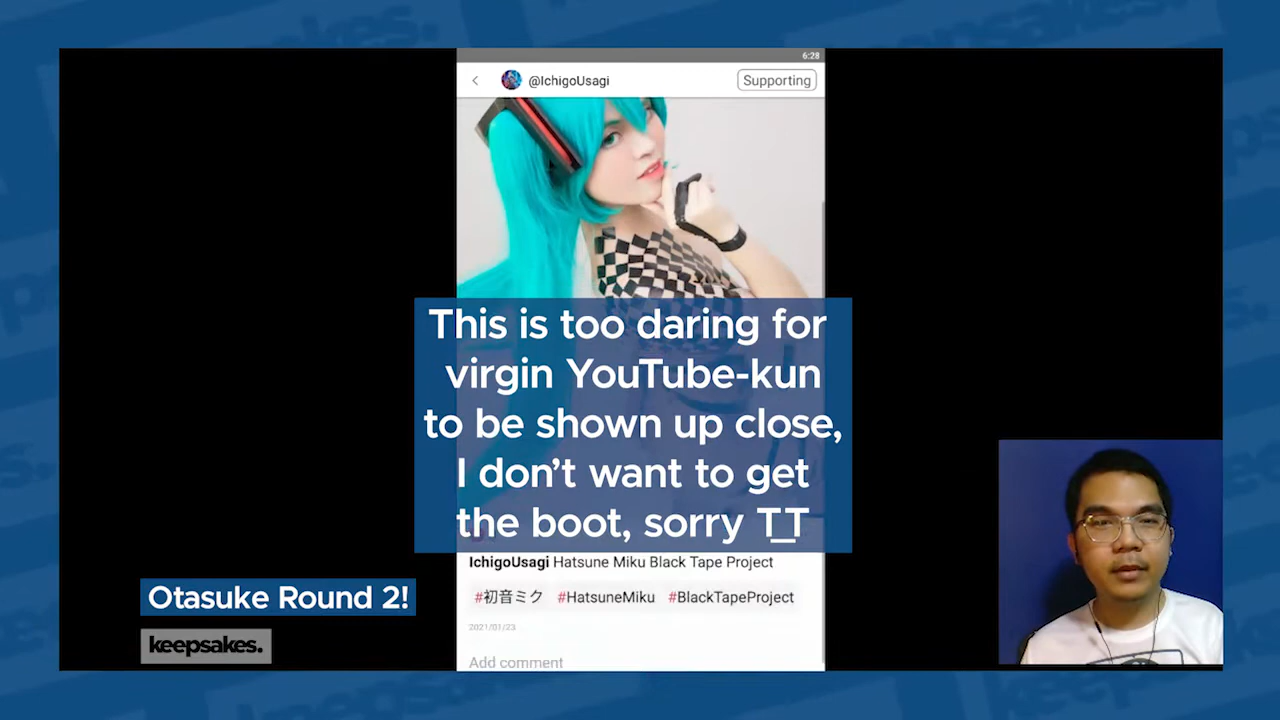 6:28
@IchigoUsagi
Supporting
This is too daring for
virgin YouTube-kun
to be shown up close,
I don't want to get
the boot, sorry T_T
IchigoUsagi Hatsune Miku Black Tape Project
#初音ミク #HatsuneMiku #BlackTapeProject
2021/01/23
Add comment
Otasuke Round 2!
keepsakes.